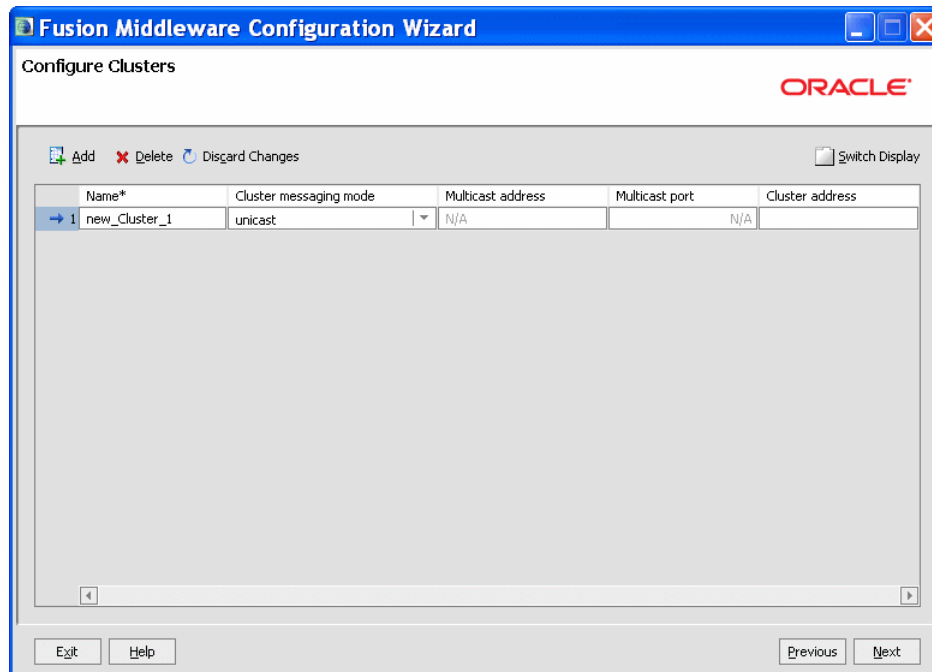 Fusion Middleware Configuration Wizard
Configure Clusters
ORACLE
Add Delete Discard Changes Switch Display
Name* Cluster messaging mode Multicast address Multicast port Cluster address
1 new_Cluster_1 unicast N/A N/A
Exit Help Previous Next